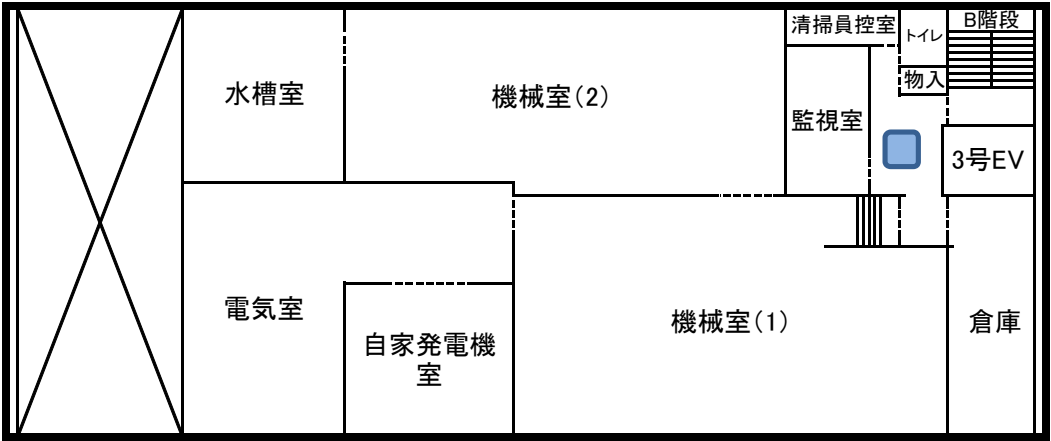 清掃員控室
トイレ
B階段
水槽室
機械室(2)
物入
監視室
3号EV
電気室
自家発電機
室
機械室(1)
倉庫